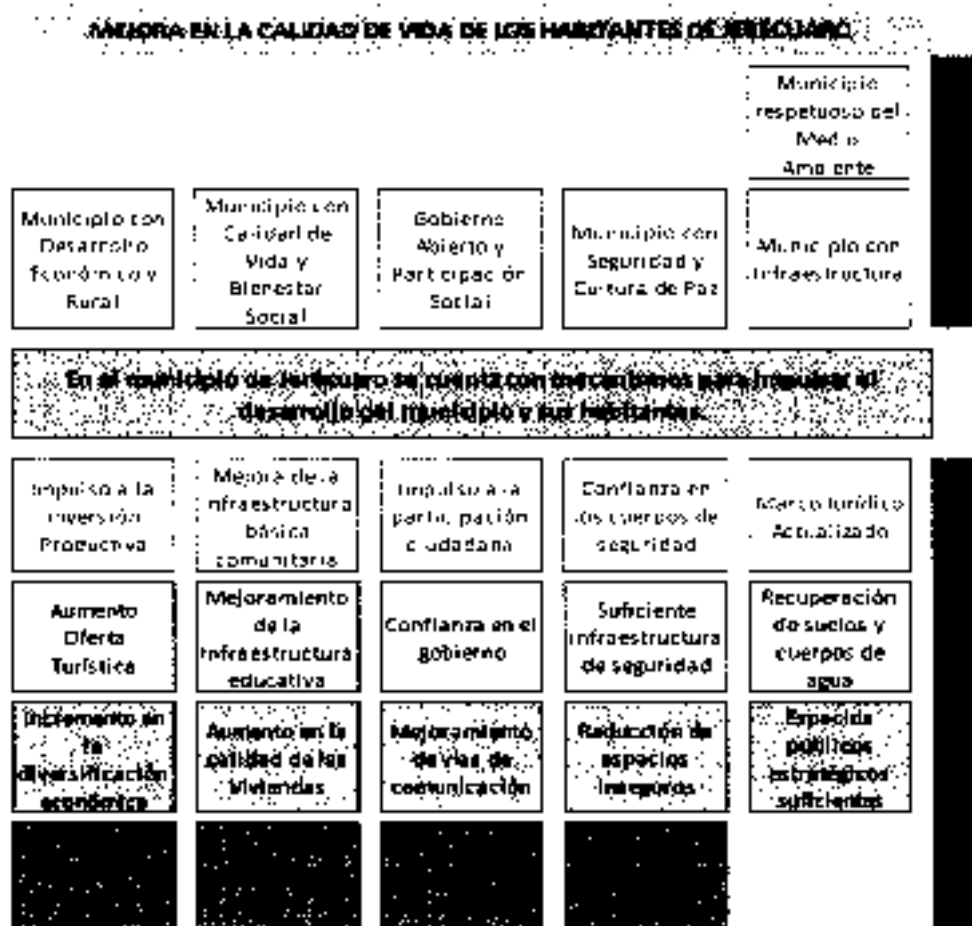 MEJORA EN LA CALIDAD DE VIDA DE LOS HABITANTES DE JERECUARO
Municipio
respetuoso del
Medio
Ambiente
Municipio con
Desarrollo
Económico y
Rural
Municipio con
Calidad de
Vida y
Bienestar
Social
Gobierno
Abierto y
Participación
Social
Municipio con
Seguridad y
Cultura de Paz
Municipio con
Infraestructura
En el municipio de Jerécuaro se cuenta con mecanismos para impulsar el
desarrollo del municipio y sus habitantes.
Impulso a la
Inversión
Productiva
Mejora de la
infraestructura
básica
comunitaria
Impulso a la
participación
ciudadana
Confianza en
los cuerpos de
seguridad
Marco Jurídico
Actualizado
Aumento
Oferta
Turística
Mejoramiento
de la
infraestructura
educativa
Confianza en el
gobierno
Suficiente
infraestructura
de seguridad
Recuperación
de suelos y
cuerpos de
agua
Incremento en
la
diversificación
económica
Aumento en la
calidad de las
Viviendas
Mejoramiento
de vías de
comunicación
Reducción de
espacios
inseguros
Espacios
públicos
estratégicos
suficientes